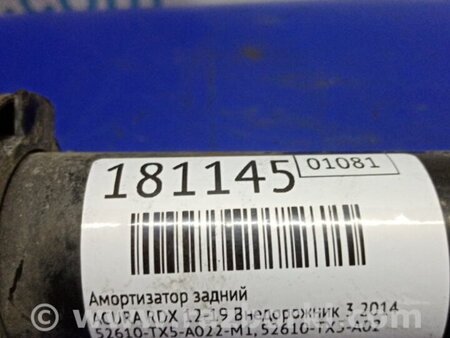 181145
01081
Амортизатор задний
ACURA RDX 12-19 Внедорожник 3 2014
52610-TX5-A022-M1, 52610-TX5-A02